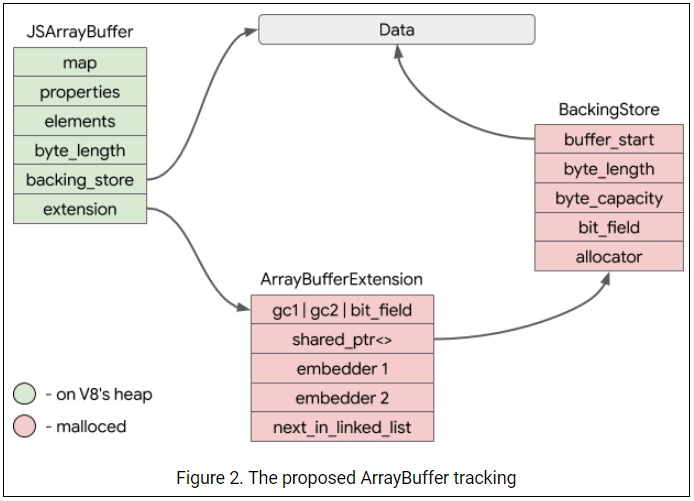 JSArrayBuffer
map
properties
elements
byte_length
backing_store
extension
Data
BackingStore
buffer_start
byte_length
byte_capacity
bit_field
allocator
ArrayBufferExtension
gc1 | gc2 | bit_field
shared_ptr<>
embedder 1
embedder 2
next_in_linked_list
- on V8's heap
- malloced
Figure 2. The proposed ArrayBuffer tracking